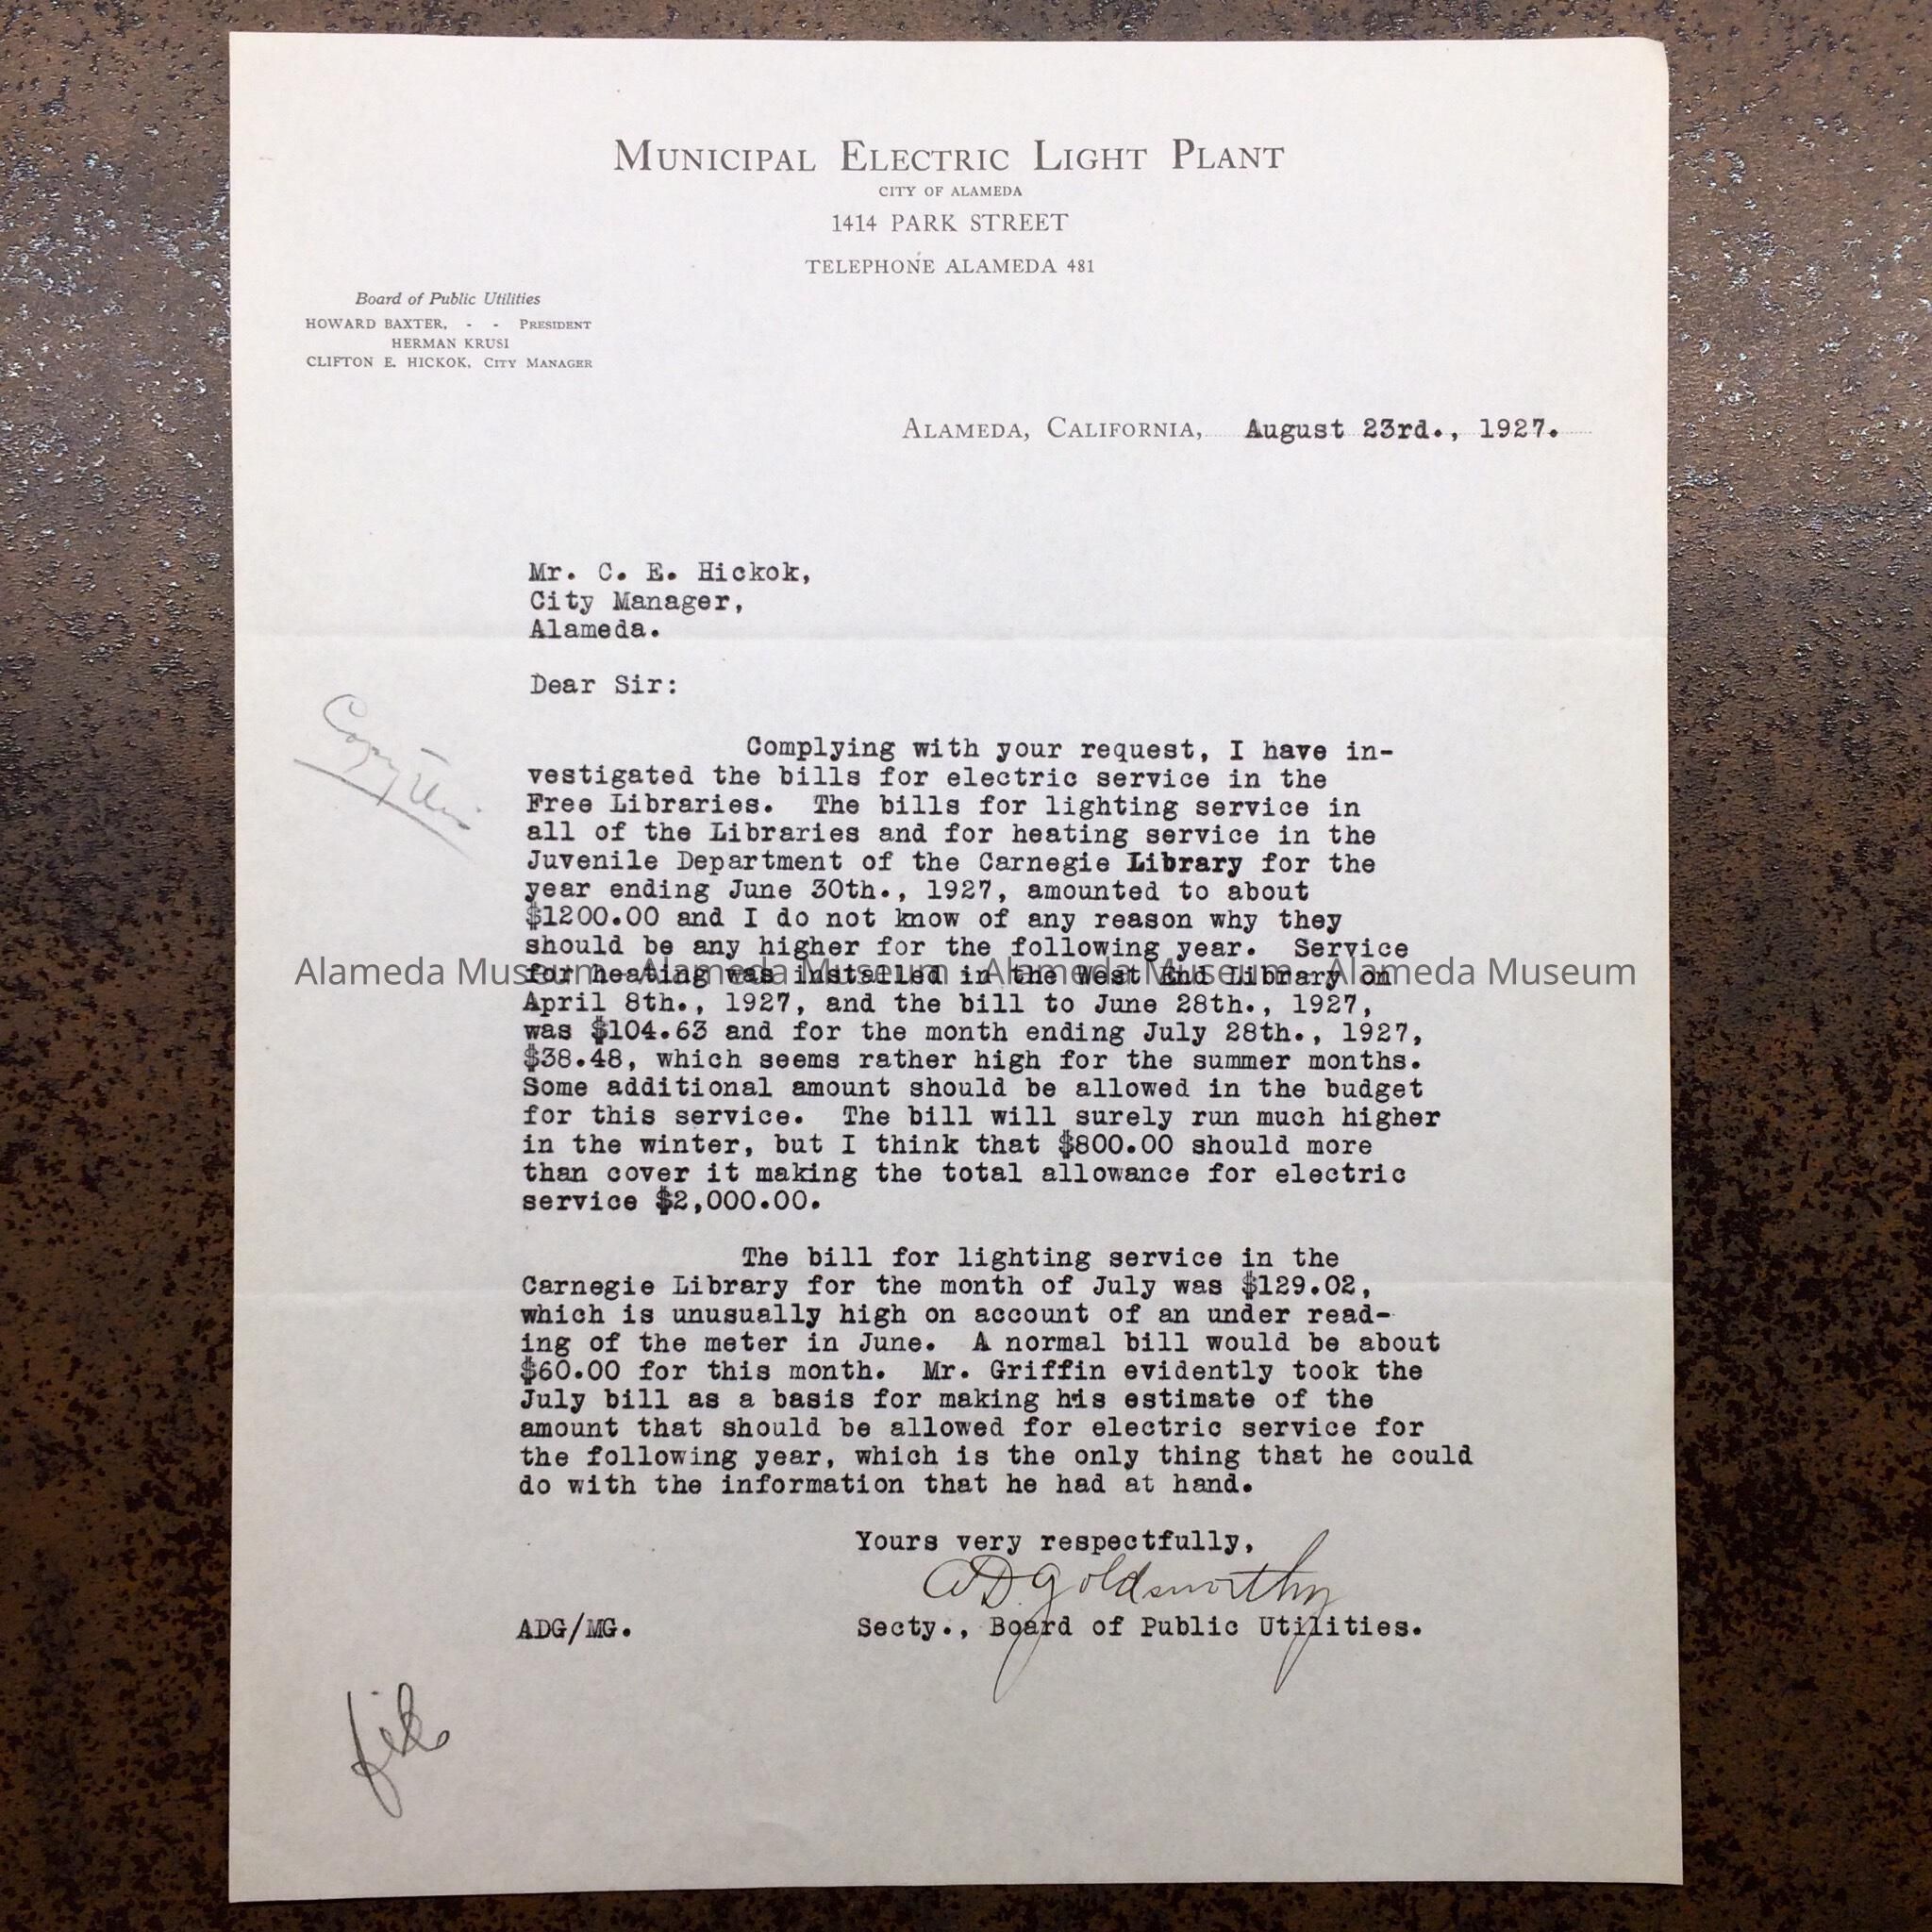 MUNICIPAL ELECTRIC LIGHT PLANT
CITY OF ALAMEDA
1414 PARK STREET
TELEPHONE ALAMEDA 481
Board of Public Utilities
HOWARD BAXTER, - - PRESIDENT
HERMAN KRUSI
CLIFTON E. HICKOK, CITY MANAGER
ALAMEDA, CALIFORNIA, August 23rd., 1927.
Mr. C. E. Hickok,
City Manager,
Alameda.
Dear Sir:
Copy This
Complying with your request, I have in-
vestigated the bills for electric service in the
Free Libraries. The bills for lighting service in
all of the Libraries and for heating service in the
Juvenile Department of the Carnegie Library for the
year ending June 30th., 1927, amounted to about
$1200.00 and I do not know of any reason why they
should be any higher for the following year. Service
for heating was installed in the West End Library on
Alameda Museum - Alameda Museum - Alameda Museum - Alameda Museum
April 8th., 1927, and the bill to June 28th., 1927,
was $104.63 and for the month ending July 28th., 1927,
$38.48, which seems rather high for the summer months.
Some additional amount should be allowed in the budget
for this service. The bill will surely run much higher
in the winter, but I think that $800.00 should more
than cover it making the total allowance for electric
service $2,000.00.
The bill for lighting service in the
Carnegie Library for the month of July was $129.02,
which is unusually high on account of an under read-
ing of the meter in June. A normal bill would be about
$60.00 for this month. Mr. Griffin evidently took the
July bill as a basis for making his estimate of the
amount that should be allowed for electric service for
the following year, which is the only thing that he could
do with the information that he had at hand.
Yours very respectfully,
A D Goldsworthy
ADG/MG. Secty., Board of Public Utilities.
file